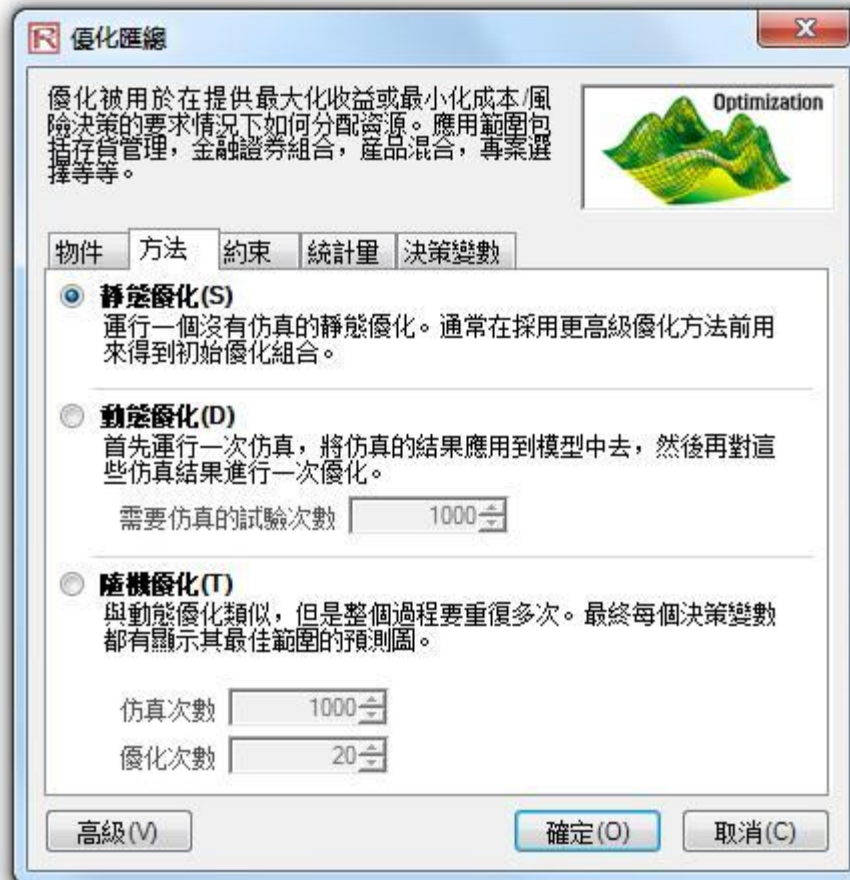 優化匯總
優化被用於在提供最大化收益或最小化成本/風
險決策的要求情況下如何分配資源。應用範圍包
括存貨管理，金融證券組合，產品混合，專案選
擇等等。
Optimization
物件 方法 約束 統計量 決策變數
靜態優化(S)
運行一個沒有仿真的靜態優化。通常在採用更高級優化方法前用
來得到初始優化組合。
動態優化(D)
首先運行一次仿真，將仿真的結果應用到模型中去，然後再對這
些仿真結果進行一次優化。
需要仿真的試驗次數 1000
隨機優化(T)
與動態優化類似，但是整個過程要重復多次。最終每個決策變數
都有顯示其最佳範圍的預測圖。
仿真次數 1000
優化次數 20
高級(V) 確定(O) 取消(C)